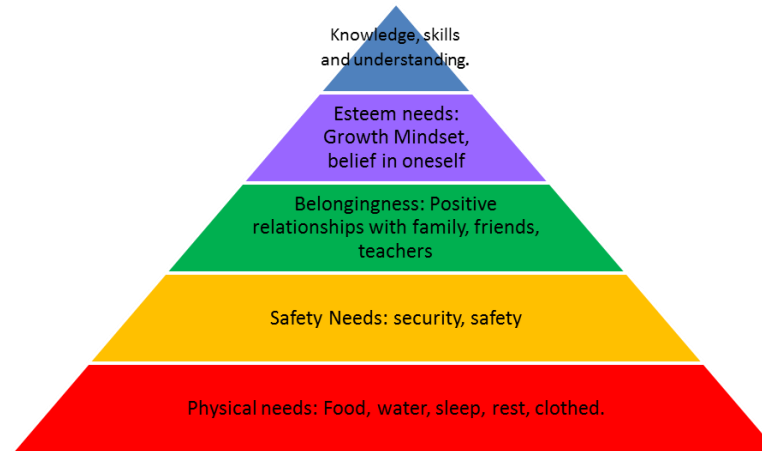 Knowledge, skills
and understanding.
Esteem needs:
Growth Mindset,
belief in oneself
Belongingness: Positive
relationships with family, friends,
teachers
Safety Needs: security, safety
Physical needs: Food, water, sleep, rest, clothed.